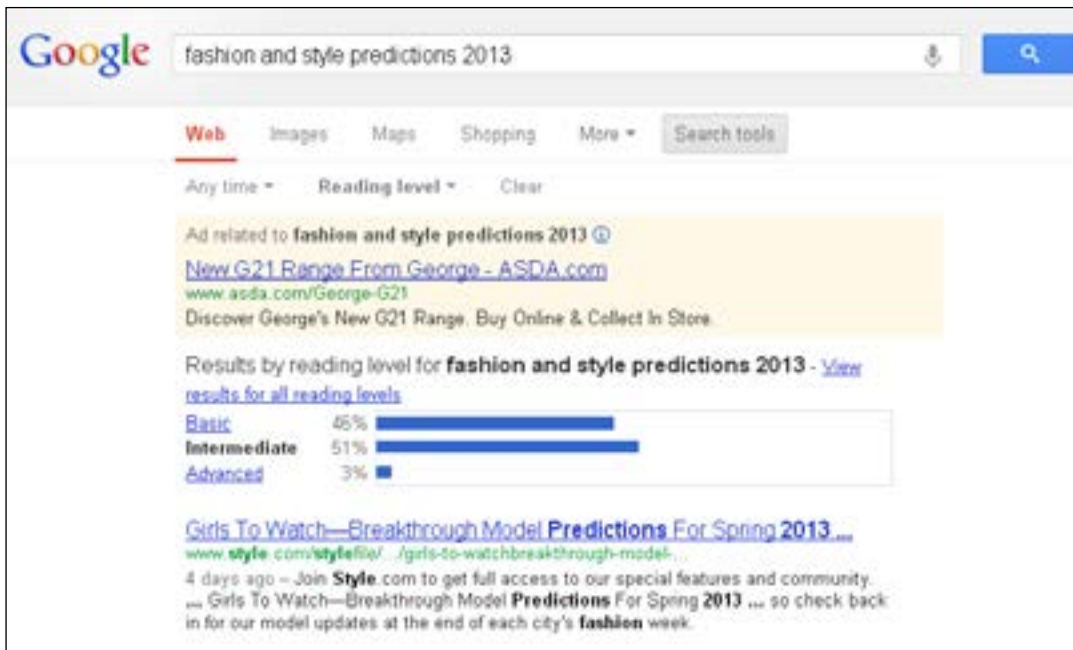 Google fashion and style predictions 2013
Web Images Maps Shopping More Search tools
Any time Reading level Clear
Ad related to fashion and style predictions 2013
New G21 Range From George - ASDA.com
www.asda.com/George-G21
Discover George's New G21 Range. Buy Online & Collect In Store.
Results by reading level for fashion and style predictions 2013 - View
results for all reading levels
Basic 46%
Intermediate 51%
Advanced 3%
Girls To Watch—Breakthrough Model Predictions For Spring 2013 ...
www.style.com/stylefile/.../girls-to-watchbreakthrough-model-...
4 days ago – Join Style.com to get full access to our special features and community.
... Girls To Watch—Breakthrough Model Predictions For Spring 2013 ... so check back
in for our model updates at the end of each city's fashion week.